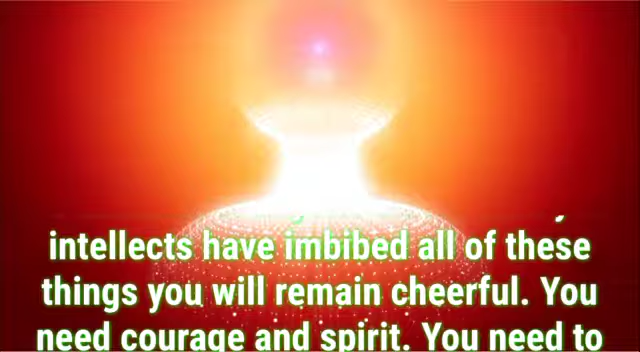 intellects have imbibed all of these
things you will remain cheerful. You
need courage and spirit. You need to